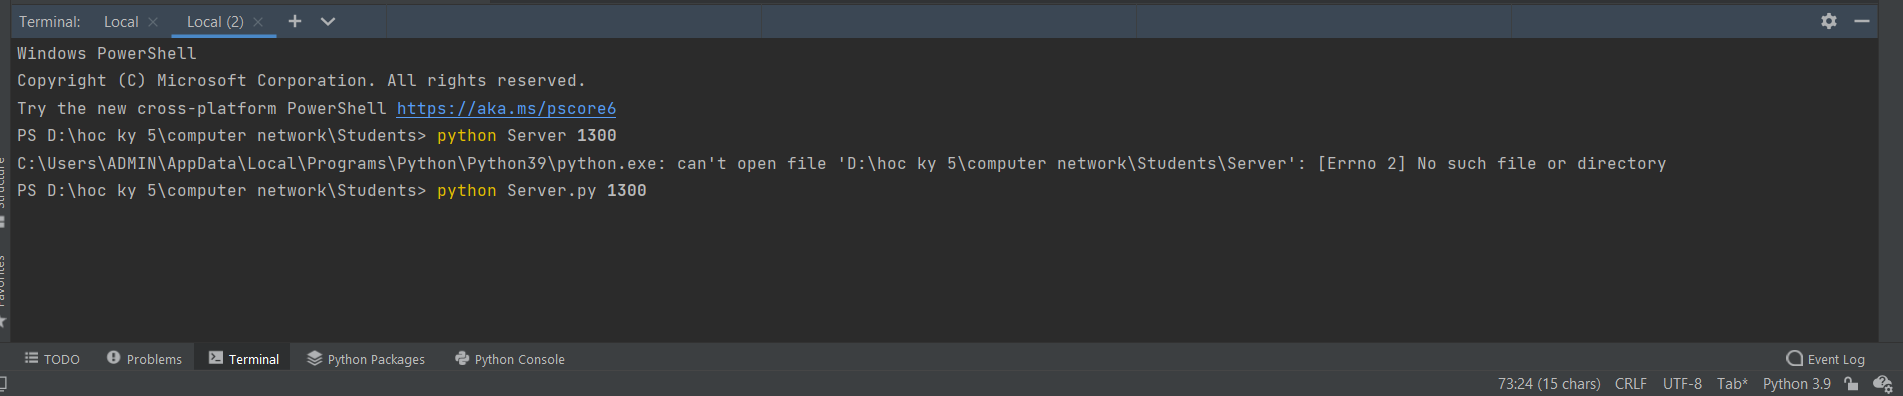 Terminal: Local Local (2)
Windows PowerShell
Copyright (C) Microsoft Corporation. All rights reserved.
Try the new cross-platform PowerShell https://aka.ms/pscore6
PS D:\hoc ky 5\computer network\Students> python Server 1300
C:\Users\ADMIN\AppData\Local\Programs\Python\Python39\python.exe: can't open file 'D:\hoc ky 5\computer network\Students\Server': [Errno 2] No such file or directory
PS D:\hoc ky 5\computer network\Students> python Server.py 1300
Structure
Favorites
TODO Problems Terminal Python Packages Python Console Event Log
73:24 (15 chars) CRLF UTF-8 Tab* Python 3.9